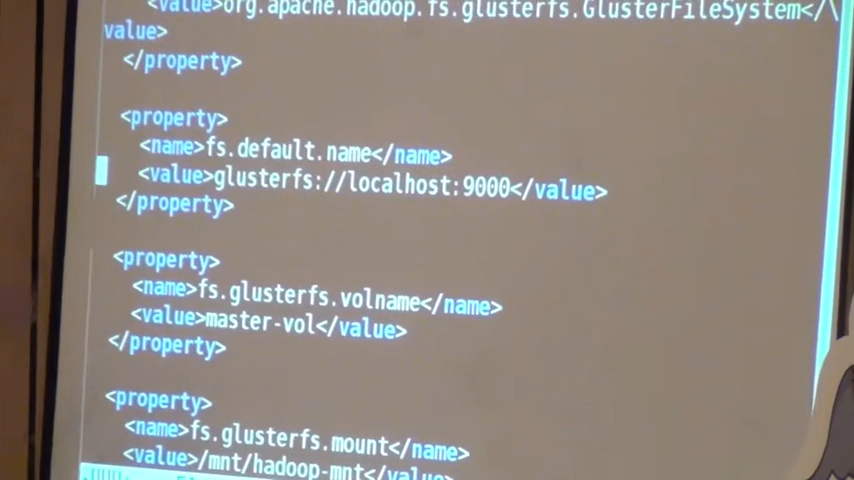 <value>org.apache.hadoop.fs.glusterfs.GlusterFileSystem</\
value>
</property>
<property>
<name>fs.default.name</name>
<value>glusterfs://localhost:9000</value>
</property>
<property>
<name>fs.glusterfs.volname</name>
<value>master-vol</value>
</property>
<property>
<name>fs.glusterfs.mount</name>
<value>/mnt/hadoop-mnt</value>